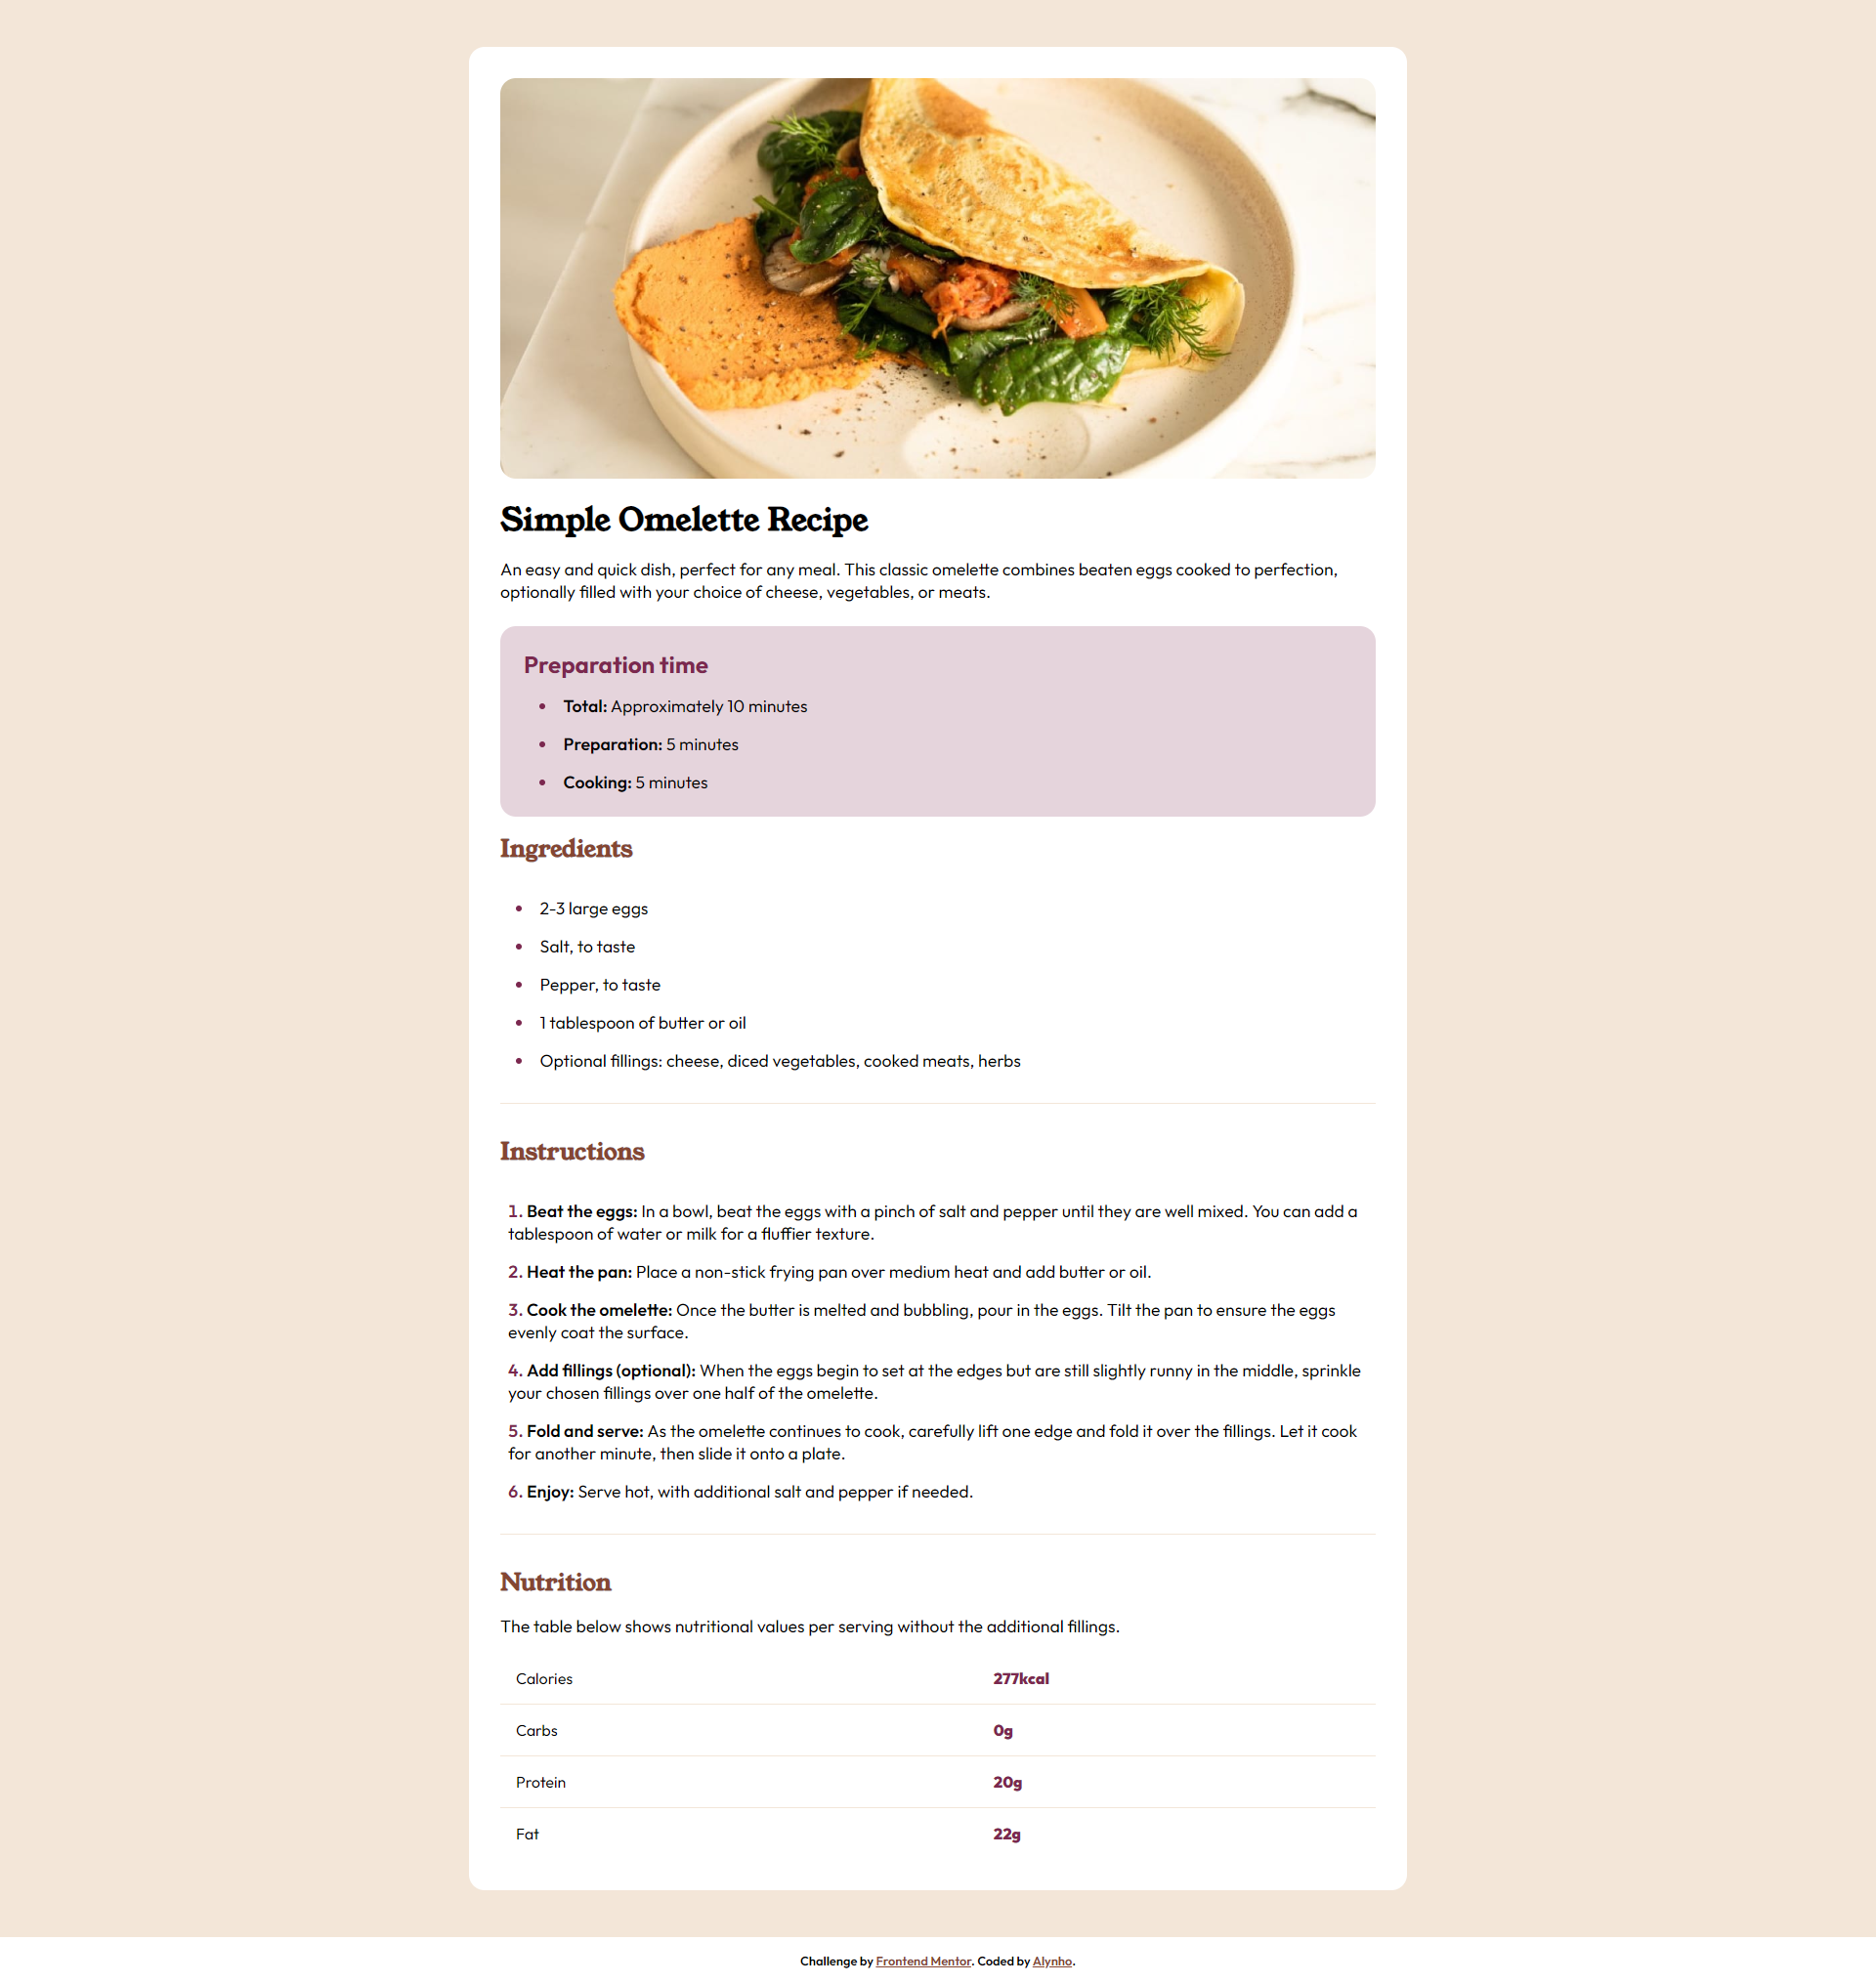 Simple Omelette Recipe
An easy and quick dish, perfect for any meal. This classic omelette combines beaten eggs cooked to perfection,
optionally filled with your choice of cheese, vegetables, or meats.
Preparation time
• Total: Approximately 10 minutes
• Preparation: 5 minutes
• Cooking: 5 minutes
Ingredients
• 2-3 large eggs
• Salt, to taste
• Pepper, to taste
• 1 tablespoon of butter or oil
• Optional fillings: cheese, diced vegetables, cooked meats, herbs
Instructions
1. Beat the eggs: In a bowl, beat the eggs with a pinch of salt and pepper until they are well mixed. You can add a
tablespoon of water or milk for a fluffier texture.
2. Heat the pan: Place a non-stick frying pan over medium heat and add butter or oil.
3. Cook the omelette: Once the butter is melted and bubbling, pour in the eggs. Tilt the pan to ensure the eggs
evenly coat the surface.
4. Add fillings (optional): When the eggs begin to set at the edges but are still slightly runny in the middle, sprinkle
your chosen fillings over one half of the omelette.
5. Fold and serve: As the omelette continues to cook, carefully lift one edge and fold it over the fillings. Let it cook
for another minute, then slide it onto a plate.
6. Enjoy: Serve hot, with additional salt and pepper if needed.
Nutrition
The table below shows nutritional values per serving without the additional fillings.
Calories 277kcal
Carbs 0g
Protein 20g
Fat 22g
Challenge by Frontend Mentor. Coded by Alynho.